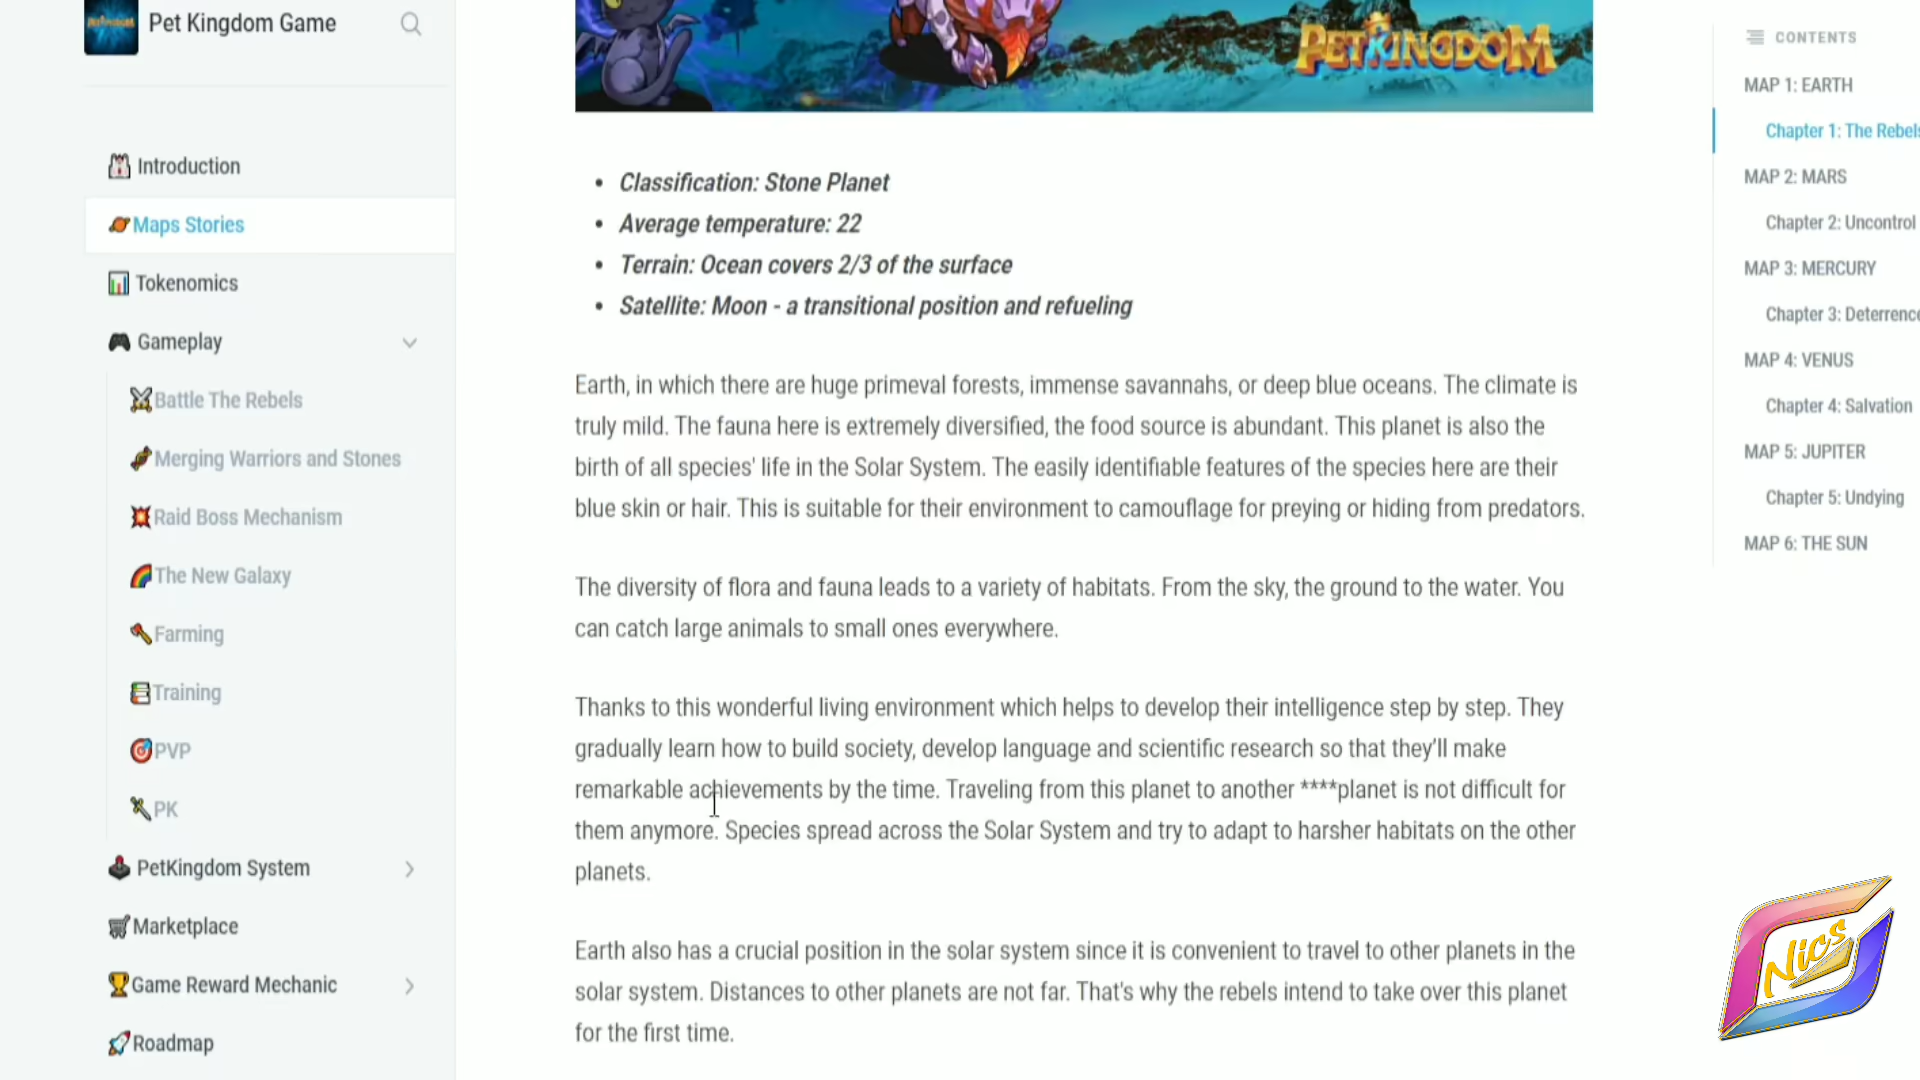 Pet Kingdom Game
PETKINGDOM
CONTENTS
MAP 1: EARTH
Chapter 1: The Rebels
MAP 2: MARS
Chapter 2: Uncontrol
MAP 3: MERCURY
Chapter 3: Deterrence
MAP 4: VENUS
Chapter 4: Salvation
MAP 5: JUPITER
Chapter 5: Undying
MAP 6: THE SUN
Introduction
Maps Stories
Tokenomics
Gameplay
Battle The Rebels
Merging Warriors and Stones
Raid Boss Mechanism
The New Galaxy
Farming
Training
PVP
PK
PetKingdom System
Marketplace
Game Reward Mechanic
Roadmap
• Classification: Stone Planet
• Average temperature: 22
• Terrain: Ocean covers 2/3 of the surface
• Satellite: Moon - a transitional position and refueling
Earth, in which there are huge primeval forests, immense savannahs, or deep blue oceans. The climate is
truly mild. The fauna here is extremely diversified, the food source is abundant. This planet is also the
birth of all species' life in the Solar System. The easily identifiable features of the species here are their
blue skin or hair. This is suitable for their environment to camouflage for preying or hiding from predators.
The diversity of flora and fauna leads to a variety of habitats. From the sky, the ground to the water. You
can catch large animals to small ones everywhere.
Thanks to this wonderful living environment which helps to develop their intelligence step by step. They
gradually learn how to build society, develop language and scientific research so that they'll make
remarkable achievements by the time. Traveling from this planet to another ****planet is not difficult for
them anymore. Species spread across the Solar System and try to adapt to harsher habitats on the other
planets.
Earth also has a crucial position in the solar system since it is convenient to travel to other planets in the
solar system. Distances to other planets are not far. That's why the rebels intend to take over this planet
for the first time.
Nics